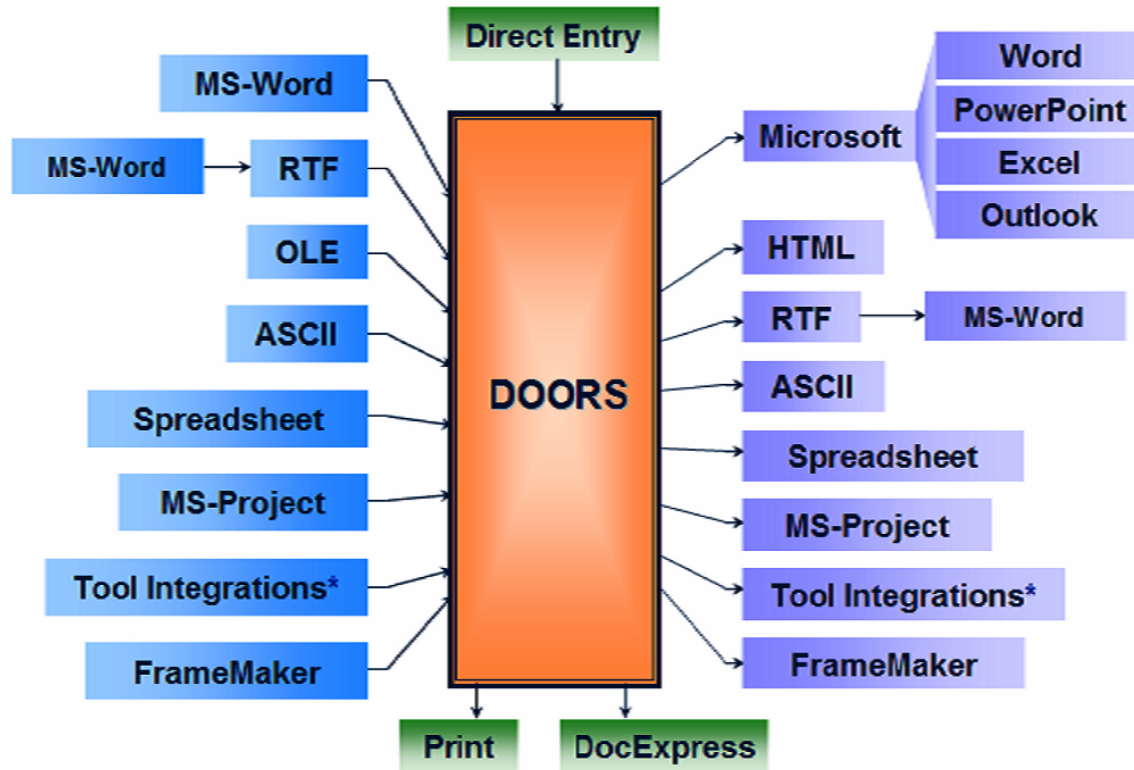 Direct Entry
MS-Word
MS-Word
RTF
OLE
ASCII
Spreadsheet
MS-Project
Tool Integrations*
FrameMaker
DOORS
Microsoft
Word
PowerPoint
Excel
Outlook
HTML
RTF
MS-Word
ASCII
Spreadsheet
MS-Project
Tool Integrations*
FrameMaker
Print
DocExpress